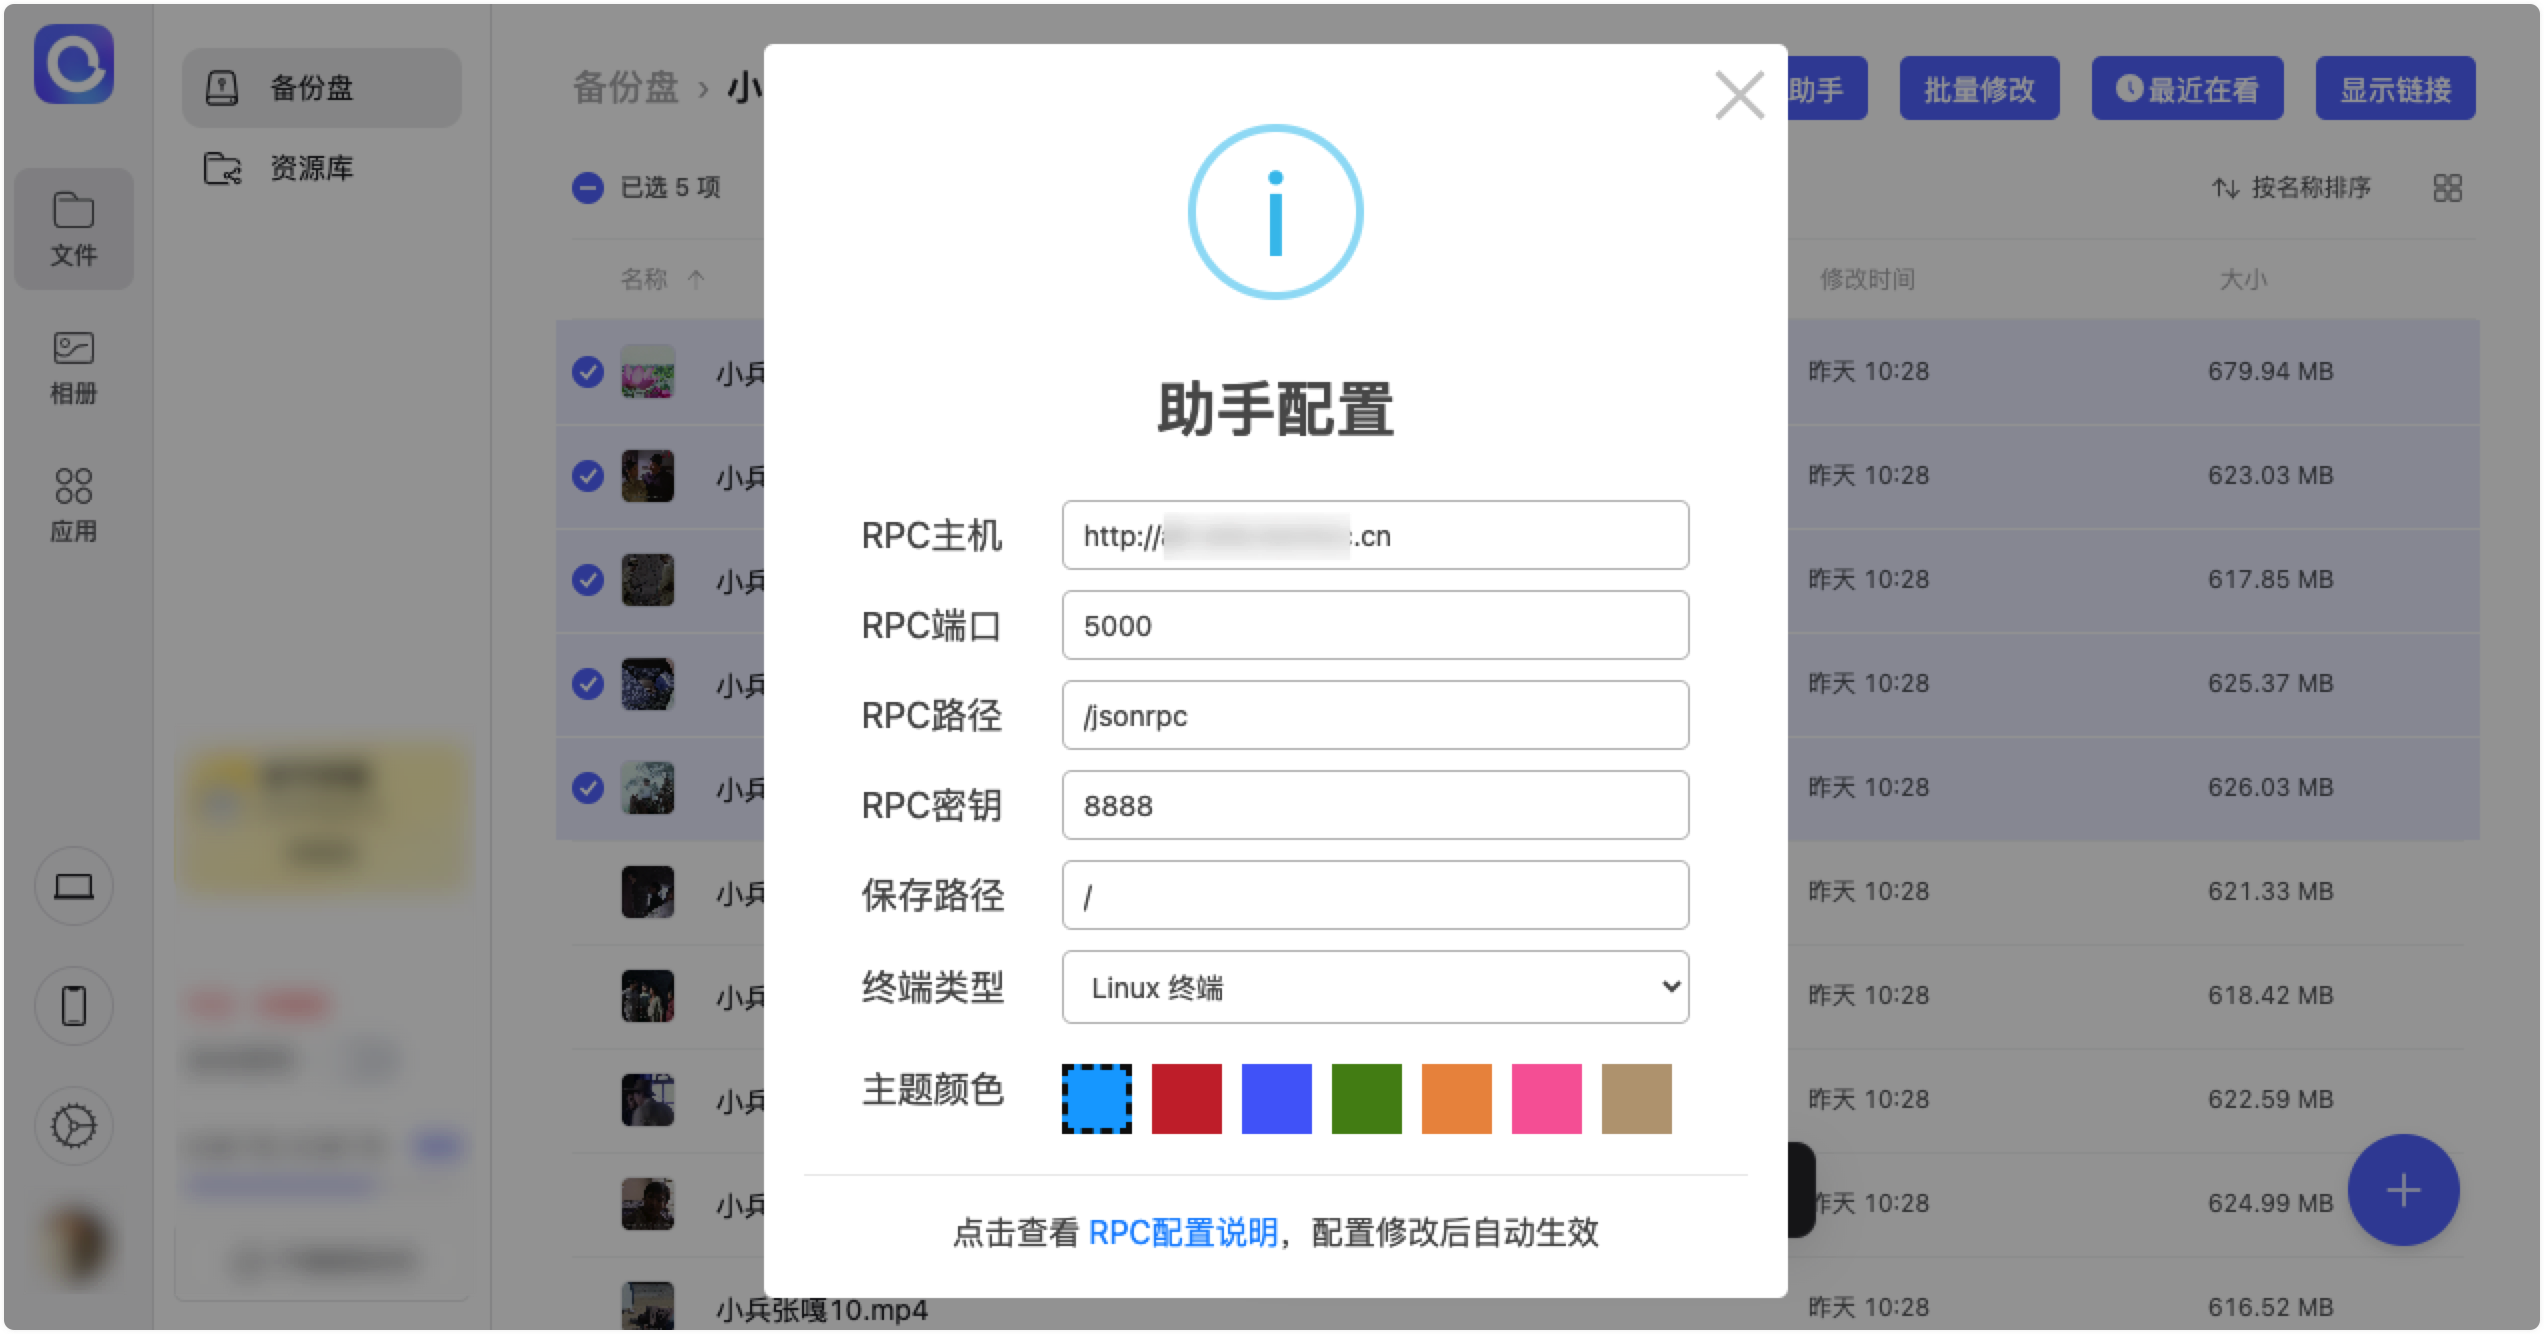 备份盘
资源库
文件
相册
应用
备份盘 › 小
助手
批量修改
最近在看
显示链接
已选 5 项
按名称排序
名称
修改时间
大小
小兵
昨天 10:28
679.94 MB
小兵
昨天 10:28
623.03 MB
小兵
昨天 10:28
617.85 MB
小兵
昨天 10:28
625.37 MB
小兵
昨天 10:28
626.03 MB
小兵
昨天 10:28
621.33 MB
小兵
昨天 10:28
618.42 MB
小兵
昨天 10:28
622.59 MB
小兵
昨天 10:28
624.99 MB
小兵张嘎10.mp4
昨天 10:28
616.52 MB
助手配置
RPC主机
http:// .cn
RPC端口
5000
RPC路径
/jsonrpc
RPC密钥
8888
保存路径
/
终端类型
Linux 终端
主题颜色
点击查看 RPC配置说明，配置修改后自动生效